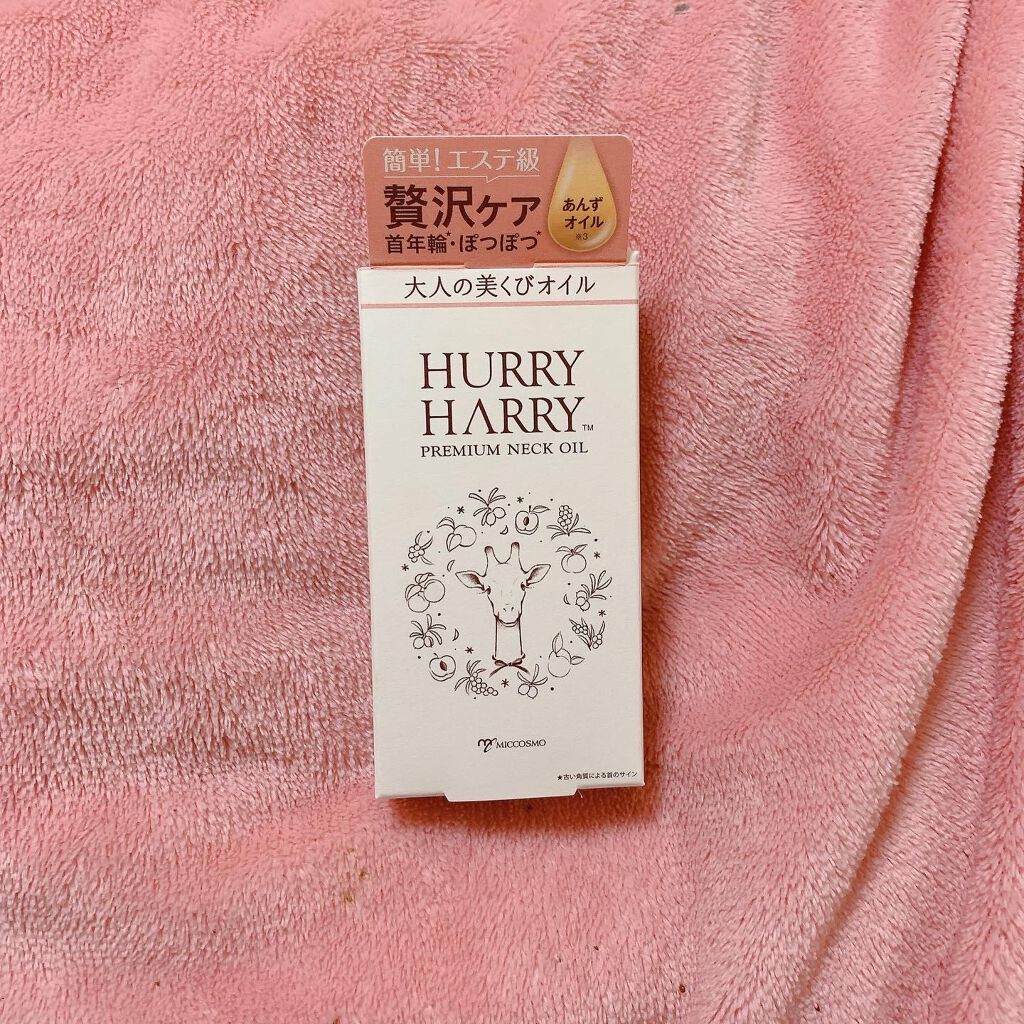 簡単!エステ級
贅沢ケア
首年輪★・ぽつぽつ★
あんず
オイル
※3
大人の美くびオイル
HURRY
HARRY™
PREMIUM NECK OIL
MICCOSMO
★古い角質による首のサイン